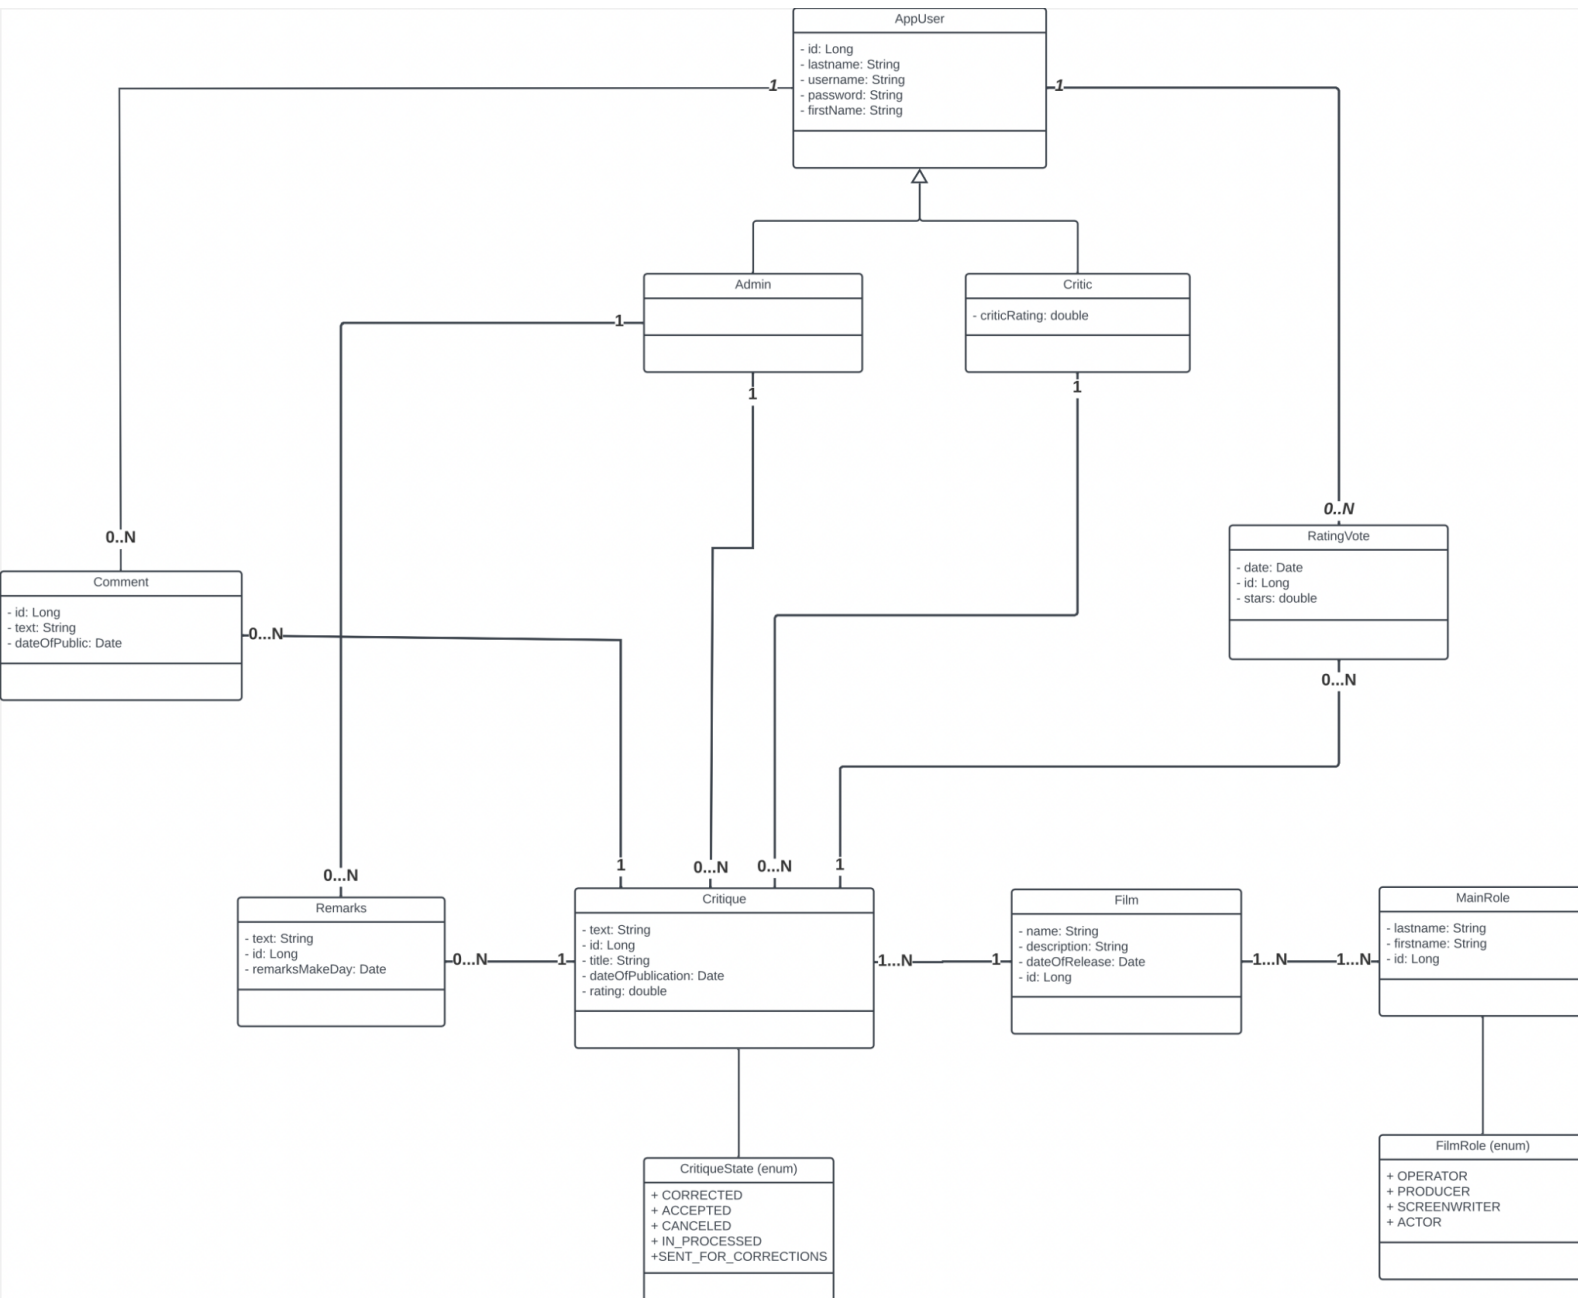 AppUser
- id: Long
- lastname: String
- username: String
- password: String
- firstName: String
1
1
Admin
Critic
- criticRating: double
1
1
1
0..N
0..N
RatingVote
- date: Date
- id: Long
- stars: double
Comment
- id: Long
- text: String
- dateOfPublic: Date
0...N
0...N
0...N
1
0...N
0...N
1
Remarks
- text: String
- id: Long
- remarksMakeDay: Date
0...N
1
Critique
- text: String
- id: Long
- title: String
- dateOfPublication: Date
- rating: double
1...N
1
Film
- name: String
- description: String
- dateOfRelease: Date
- id: Long
1...N
1...N
MainRole
- lastname: String
- firstname: String
- id: Long
CritiqueState (enum)
+ CORRECTED
+ ACCEPTED
+ CANCELED
+ IN_PROCESSED
+SENT_FOR_CORRECTIONS
FilmRole (enum)
+ OPERATOR
+ PRODUCER
+ SCREENWRITER
+ ACTOR